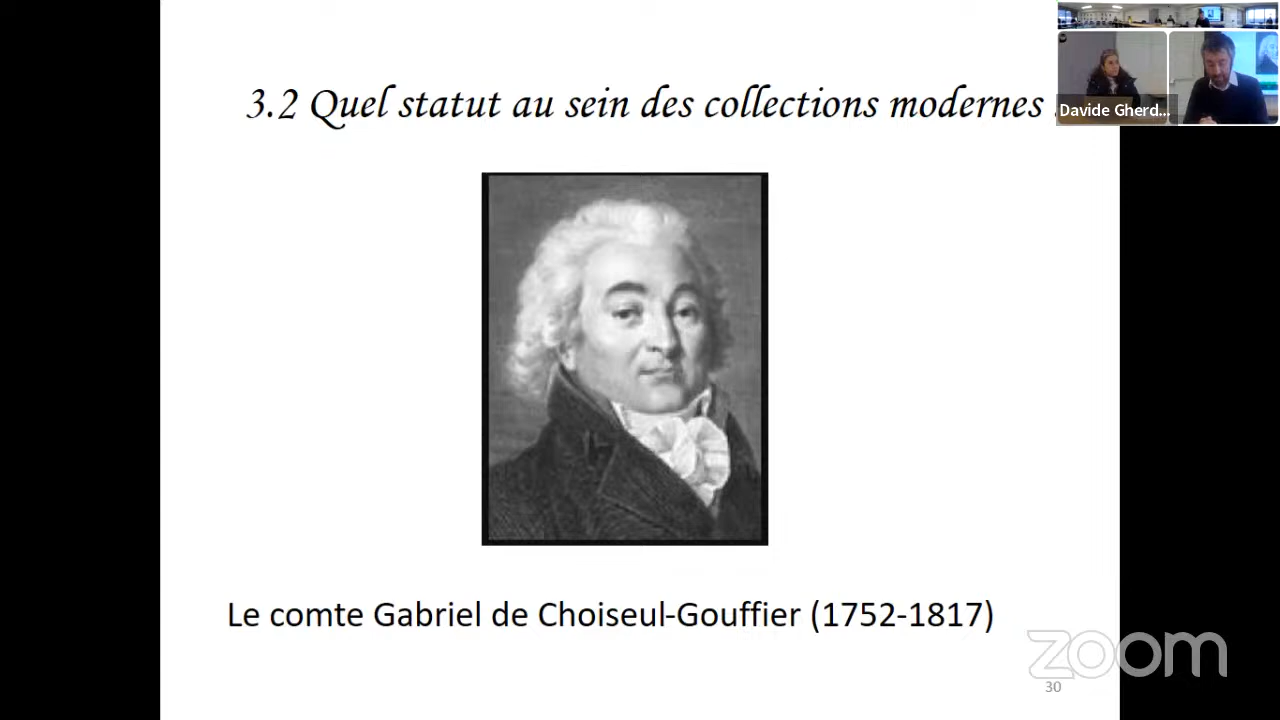 3.2 Quel statut au sein des collections modernes
Davide Gherd...
Le comte Gabriel de Choiseul-Gouffier (1752-1817)
zoom
30